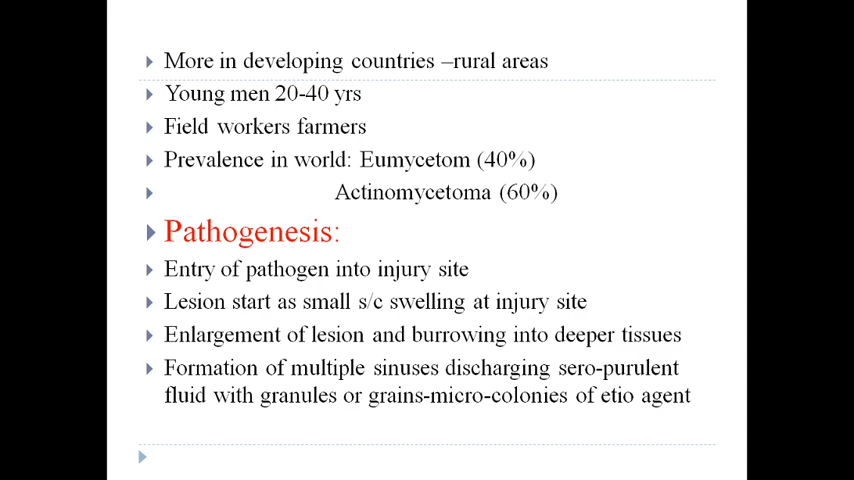 More in developing countries –rural areas
Young men 20-40 yrs
Field workers farmers
Prevalence in world: Eumycetom (40%)
Actinomycetoma (60%)
Pathogenesis:
Entry of pathogen into injury site
Lesion start as small s/c swelling at injury site
Enlargement of lesion and burrowing into deeper tissues
Formation of multiple sinuses discharging sero-purulent
fluid with granules or grains-micro-colonies of etio agent